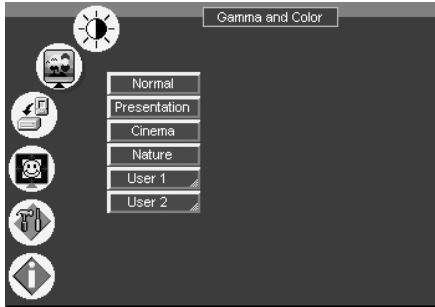 Gamma and Color
Normal
Presentation
Cinema
Nature
User 1
User 2